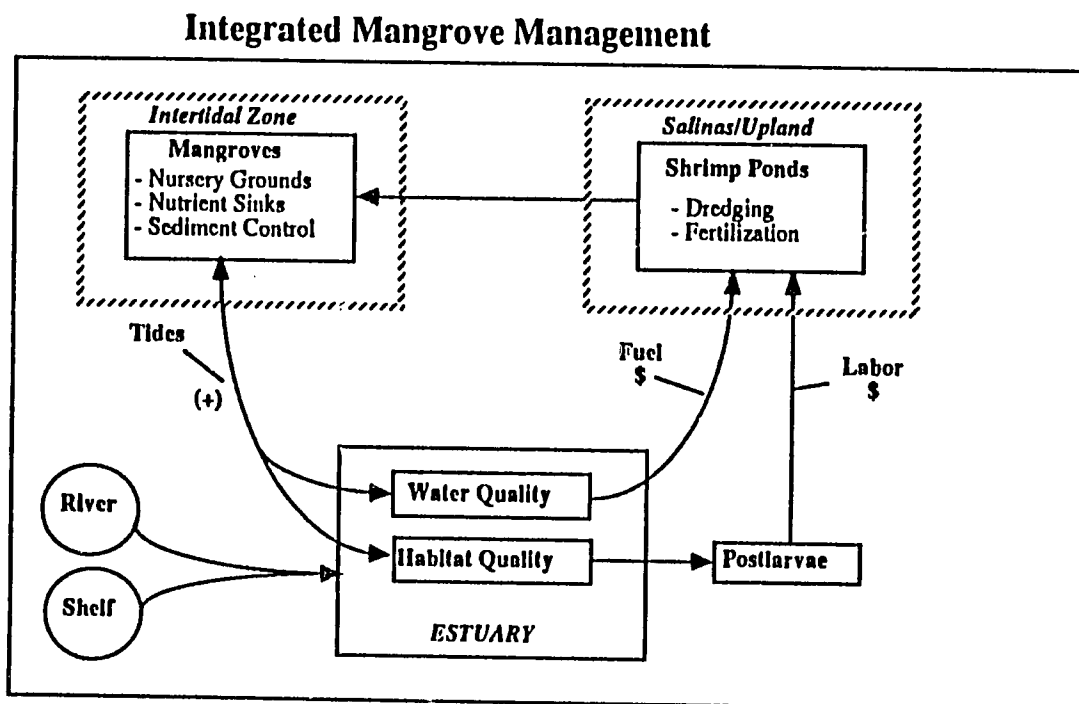 Integrated Mangrove Management
Intertidal Zone
Mangroves
- Nursery Grounds
- Nutrient Sinks
- Sediment Control
Salinas/Upland
Shrimp Ponds
- Dredging
- Fertilization
Tides
(+)
Fuel
$
Labor
$
River
Shelf
Water Quality
Habitat Quality
ESTUARY
Postlarvae